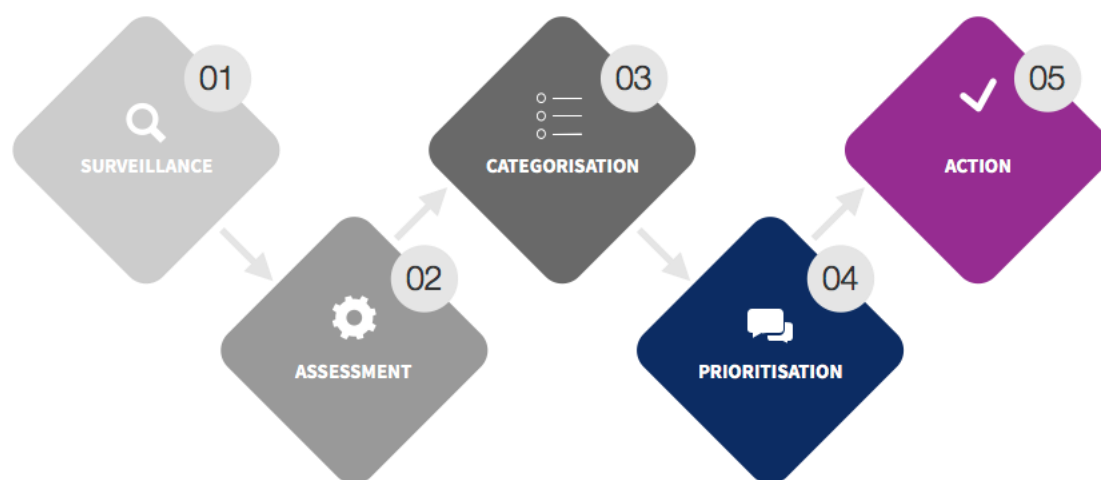 01
SURVEILLANCE
02
ASSESSMENT
03
CATEGORISATION
04
PRIORITISATION
05
ACTION